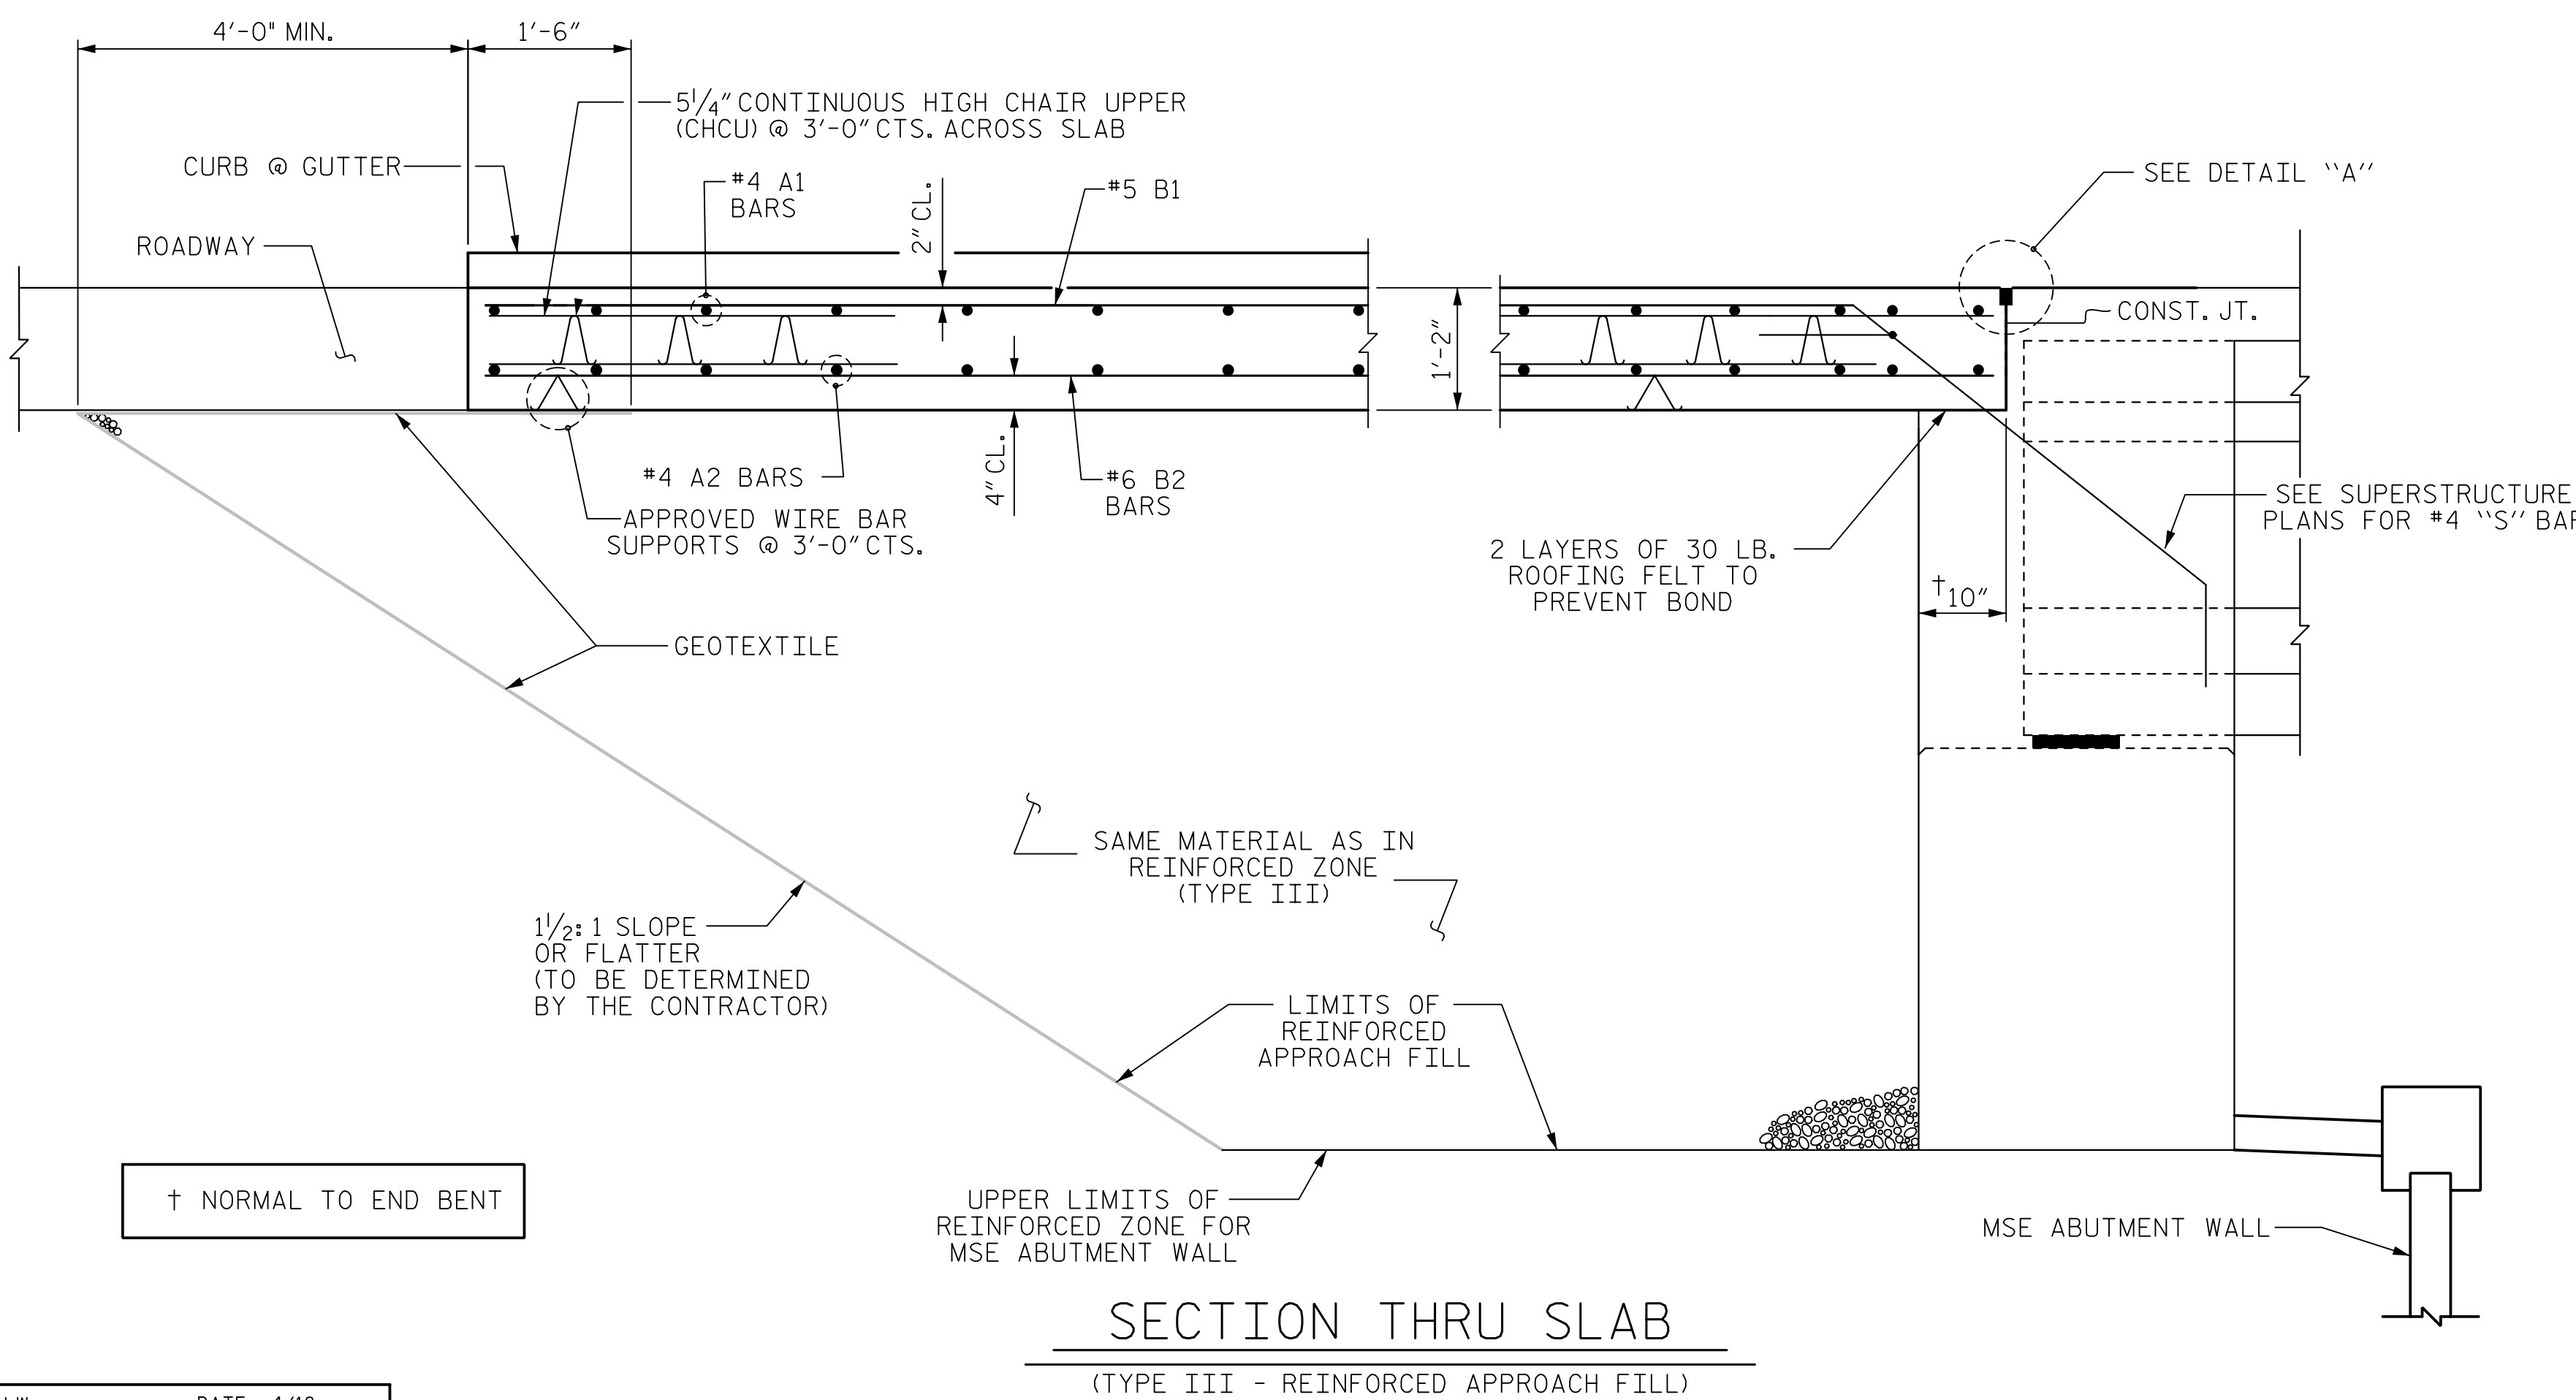 4'-0" MIN.
1'-6"
5 1/4" CONTINUOUS HIGH CHAIR UPPER
(CHCU) @ 3'-0" CTS. ACROSS SLAB
CURB @ GUTTER
#4 A1
BARS
2" CL.
#5 B1
SEE DETAIL "A"
ROADWAY
CONST. JT.
1'-2"
#4 A2 BARS
4" CL.
#6 B2
BARS
APPROVED WIRE BAR
SUPPORTS @ 3'-0" CTS.
SEE SUPERSTRUCTURE
PLANS FOR #4 "S"
2 LAYERS OF 30 LB.
ROOFING FELT TO
PREVENT BOND
† 10"
GEOTEXTILE
SAME MATERIAL AS IN
REINFORCED ZONE
(TYPE III)
1 1/2:1 SLOPE
OR FLATTER
(TO BE DETERMINED
BY THE CONTRACTOR)
LIMITS OF
REINFORCED
APPROACH FILL
† NORMAL TO END BENT
UPPER LIMITS OF
REINFORCED ZONE FOR
MSE ABUTMENT WALL
MSE ABUTMENT WALL
SECTION THRU SLAB
(TYPE III - REINFORCED APPROACH FILL)